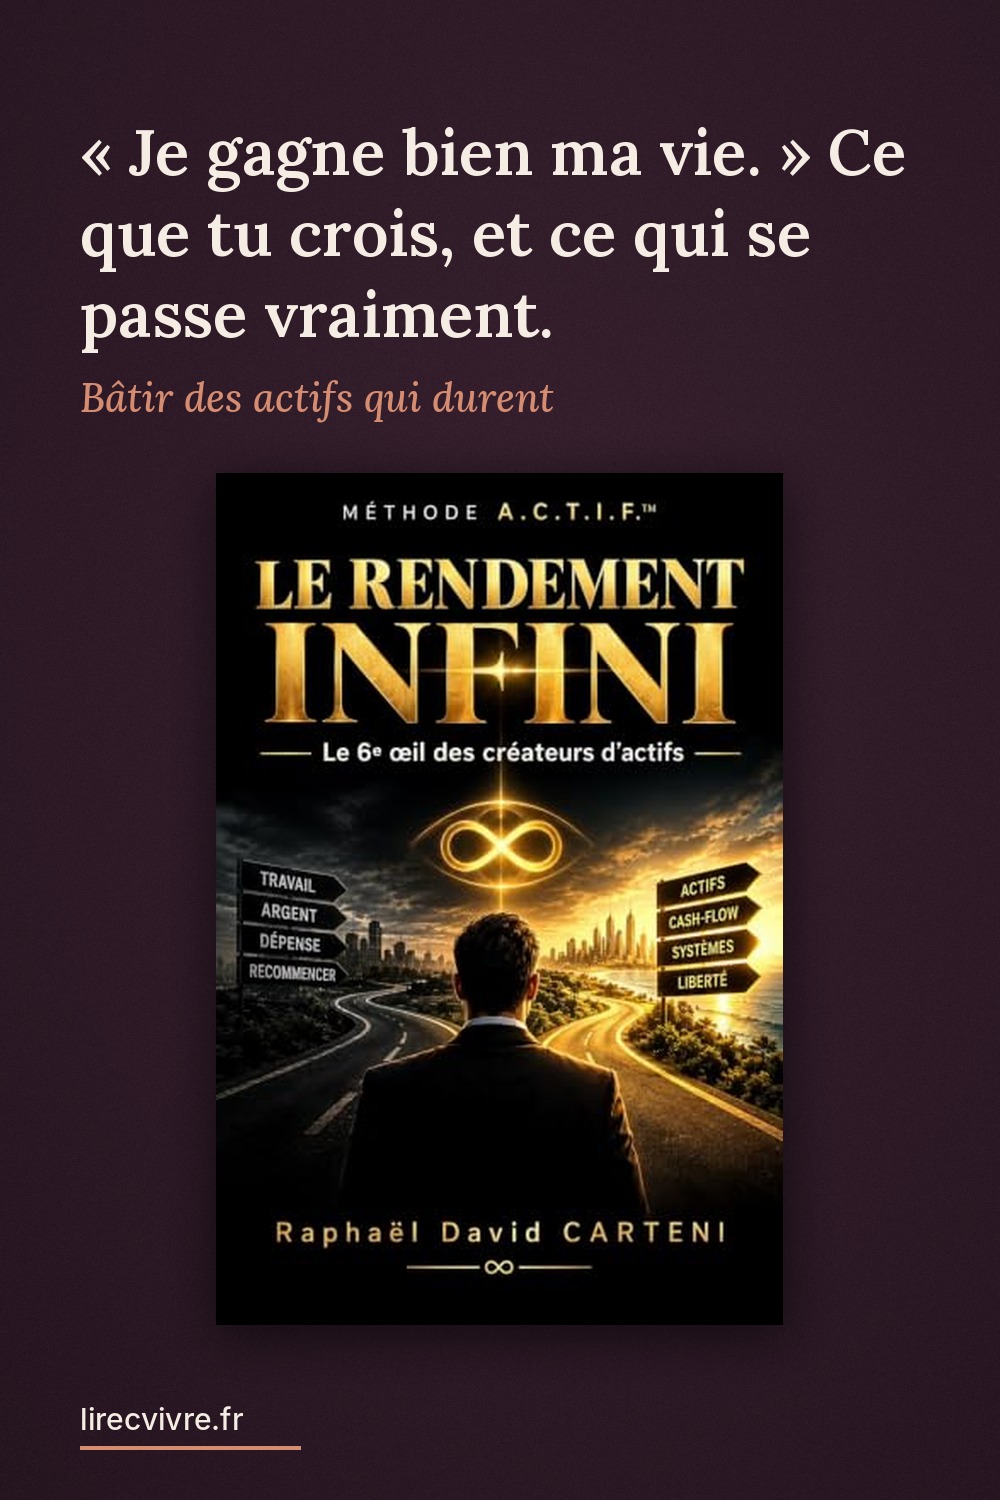 « Je gagne bien ma vie. » Ce
que tu crois, et ce qui se
passe vraiment.
Bâtir des actifs qui durent
MÉTHODE A.C.T.I.F.™
LE RENDEMENT
INFINI
Le 6e œil des créateurs d'actifs
TRAVAIL
ARGENT
DÉPENSE
RECOMMENCER
ACTIFS
CASH-FLOW
SYSTÈMES
LIBERTÉ
Raphaël David CARTENI
lirecvivre.fr